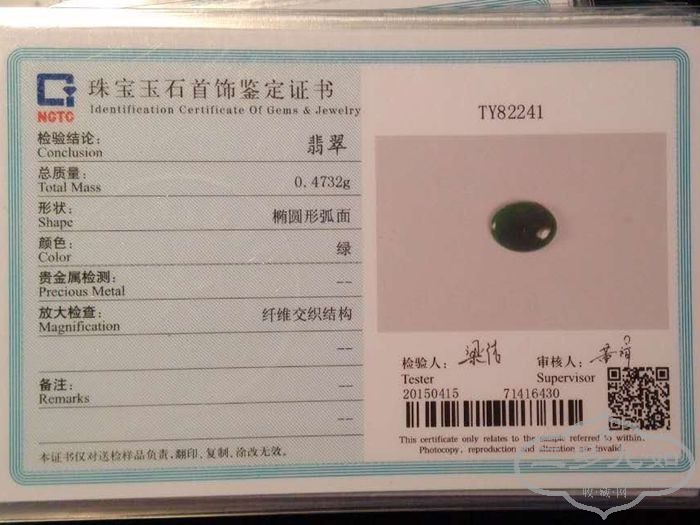 珠宝玉石首饰鉴定证书
Identification Certificate Of Gems & Jewelry
NGTC
检验结论:
Conclusion
翡翠
总质量:
Total Mass
0.4732g
形状:
Shape
椭圆形弧面
颜色:
Color
绿
贵金属检测:
Precious Metal
--
放大检查:
Magnification
纤维交织结构
--
备注:
Remarks
--
--
本证书仅对送检样品负责,翻印、复制、涂改无效。
TY82241
检验人:
Tester
审核人:
Supervisor
20150415
71416430
This certificate only relates to the sample referred to within.
Photocopy, reproduction and alteration are invalid.
收·藏·网